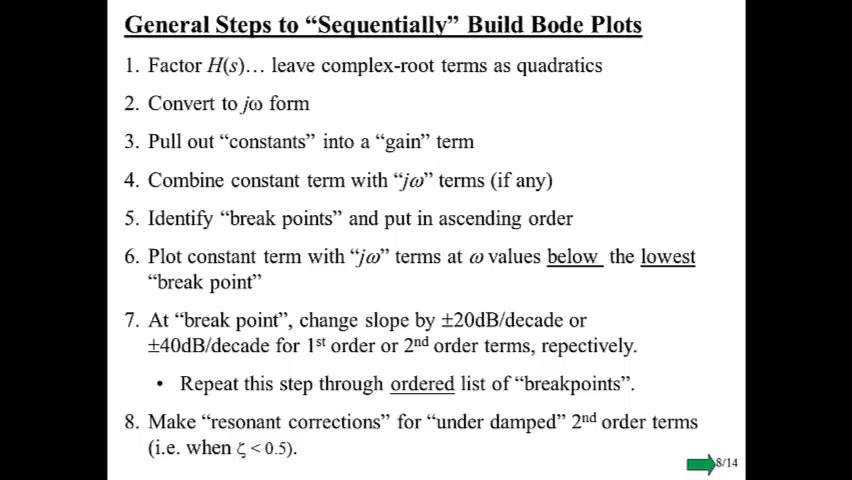 General Steps to “Sequentially” Build Bode Plots
1. Factor H(s)… leave complex-root terms as quadratics
2. Convert to jω form
3. Pull out “constants” into a “gain” term
4. Combine constant term with “jω” terms (if any)
5. Identify “break points” and put in ascending order
6. Plot constant term with “jω” terms at ω values below the lowest
“break point”
7. At “break point”, change slope by ±20dB/decade or
±40dB/decade for 1st order or 2nd order terms, repectively.
• Repeat this step through ordered list of “breakpoints”.
8. Make “resonant corrections” for “under damped” 2nd order terms
(i.e. when ζ < 0.5).
8/14